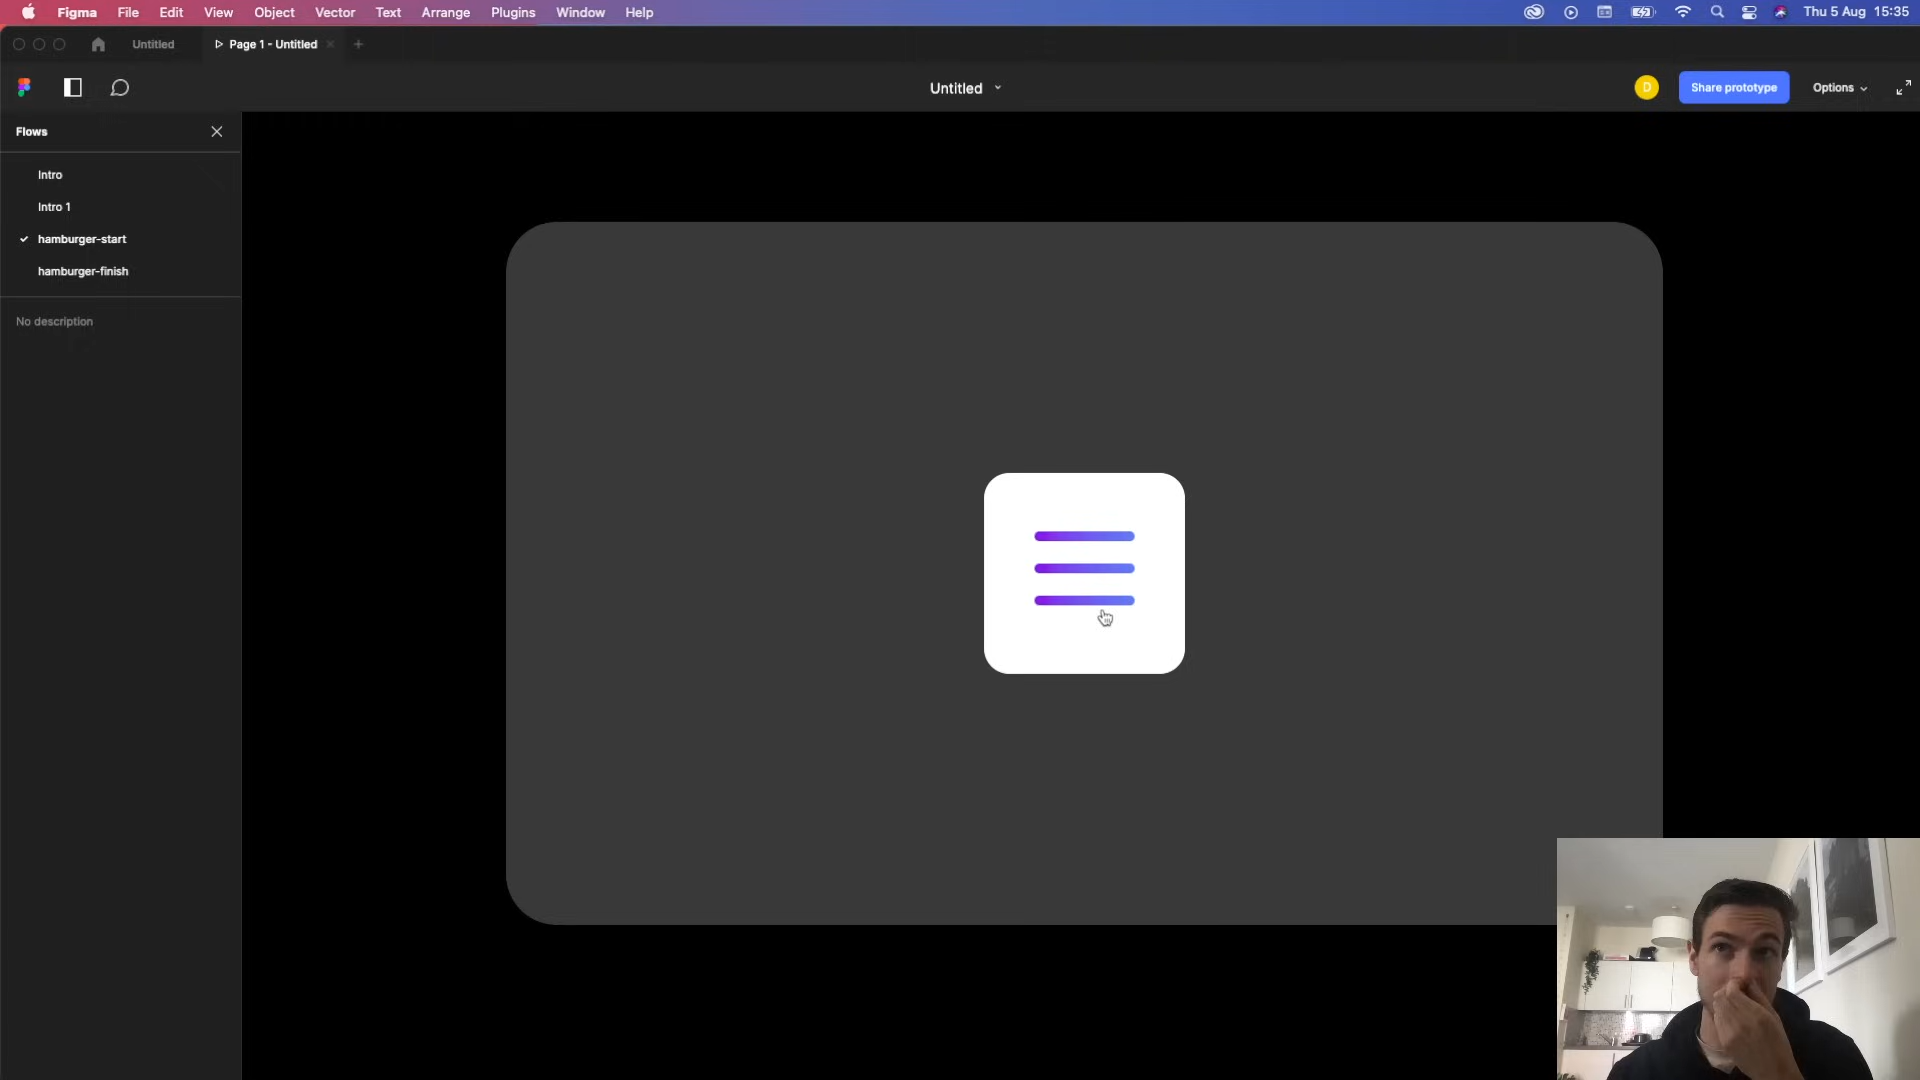 Figma File Edit View Object Vector Text Arrange Plugins Window Help Thu 5 Aug 15:35
Untitled Page 1 - Untitled
Untitled D Share prototype Options
Flows
Intro
Intro 1
hamburger-start
hamburger-finish
No description